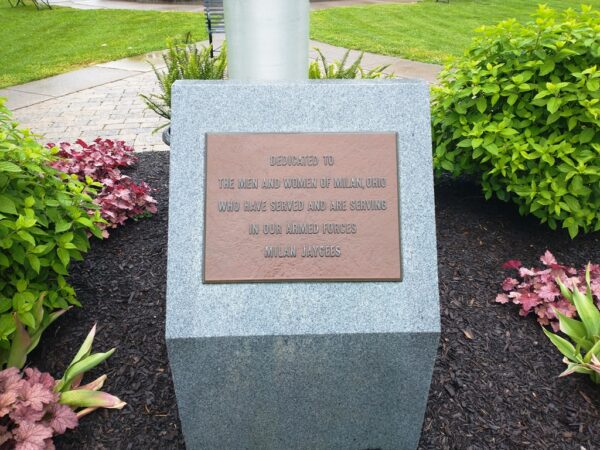 DEDICATED TO
THE MEN AND WOMEN OF MILAN, OHIO
WHO HAVE SERVED AND ARE SERVING
IN OUR ARMED FORCES
MILAN JAYCEES